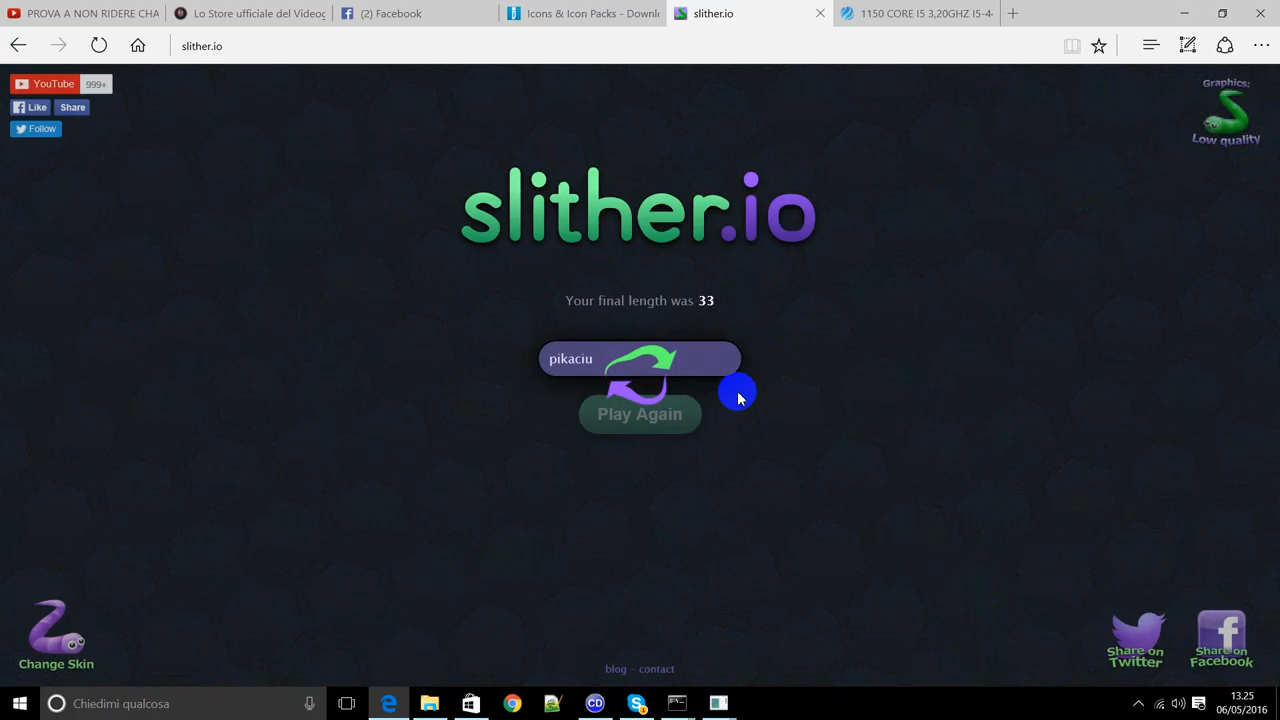 PROVA A NON RIDERE CHA
Lo Store ufficiale del Videog
(2) Facebook
Icons & Icon Packs - Downlo
slither.io
1150 CORE I5 3,20GHZ I5-4
slither.io
YouTube 999+
Like Share
Follow
Graphics:
Low quality
slither.io
Your final length was 33
pikaciu
Play Again
Change Skin
Share on
Twitter
Share on
Facebook
blog - contact
Chiedimi qualcosa
CD
13.25
06/05/2016